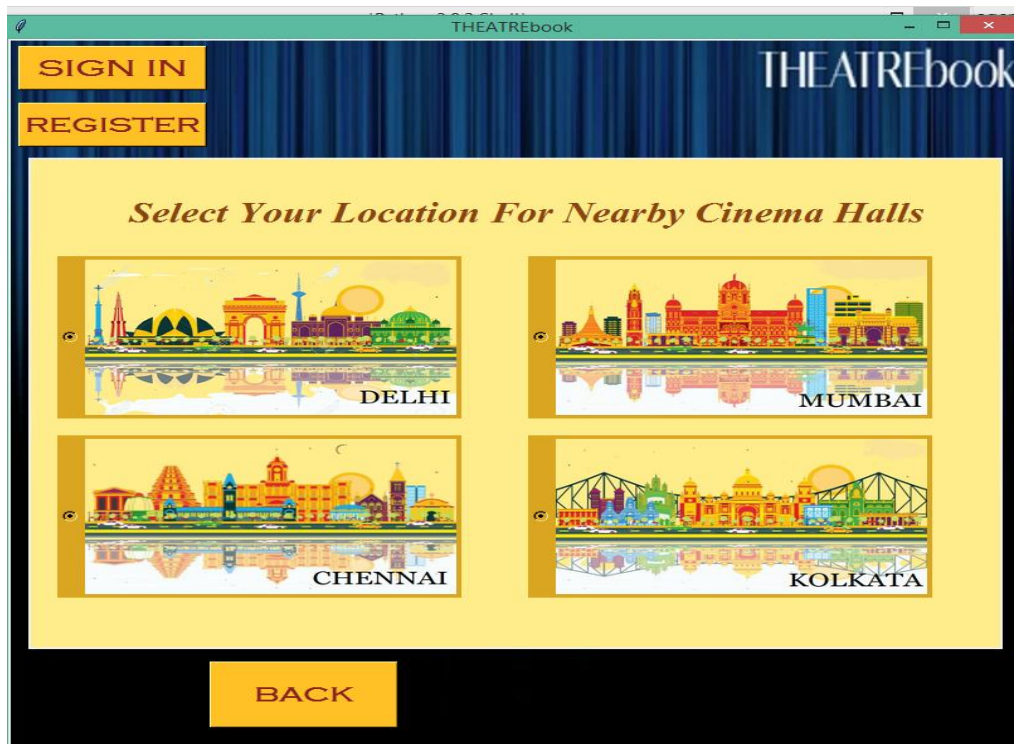 THEATREbook
SIGN IN
THEATREbook
REGISTER
Select Your Location For Nearby Cinema Halls
DELHI
MUMBAI
CHENNAI
KOLKATA
BACK